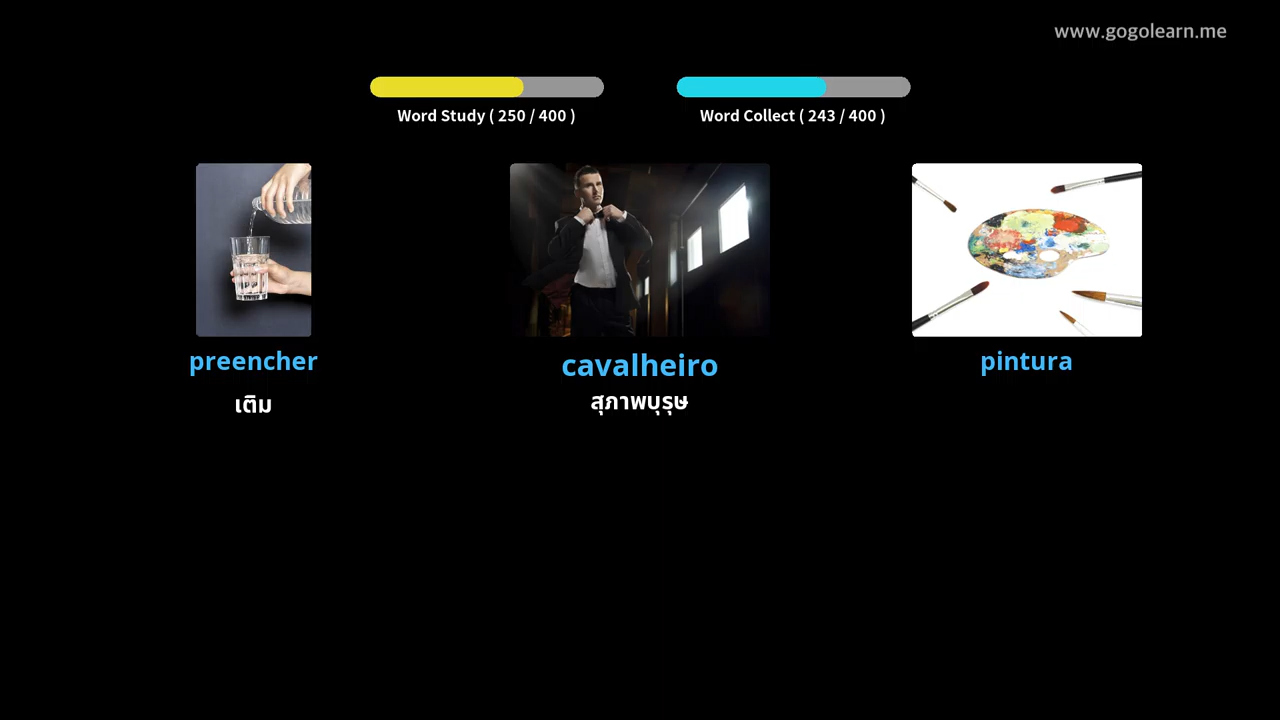 www.gogolearn.me
Word Study ( 250 / 400 )
Word Collect ( 243 / 400 )
preencher
cavalheiro
pintura
เติม
สุภาพบุรุษ